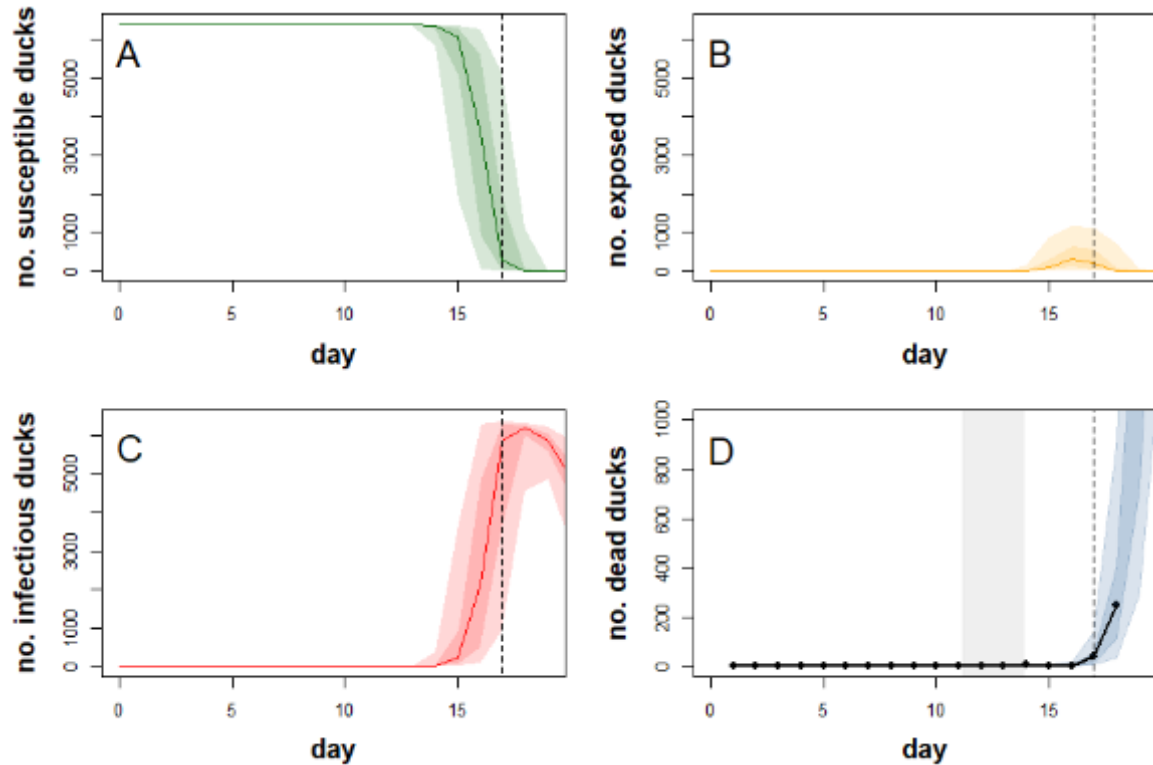 A
no. susceptible ducks
0 1000 3000 5000
0 5 10 15
day
B
no. exposed ducks
0 1000 3000 5000
0 5 10 15
day
C
no. infectious ducks
0 1000 3000 5000
0 5 10 15
day
D
no. dead ducks
0 200 400 600 800 1000
0 5 10 15
day